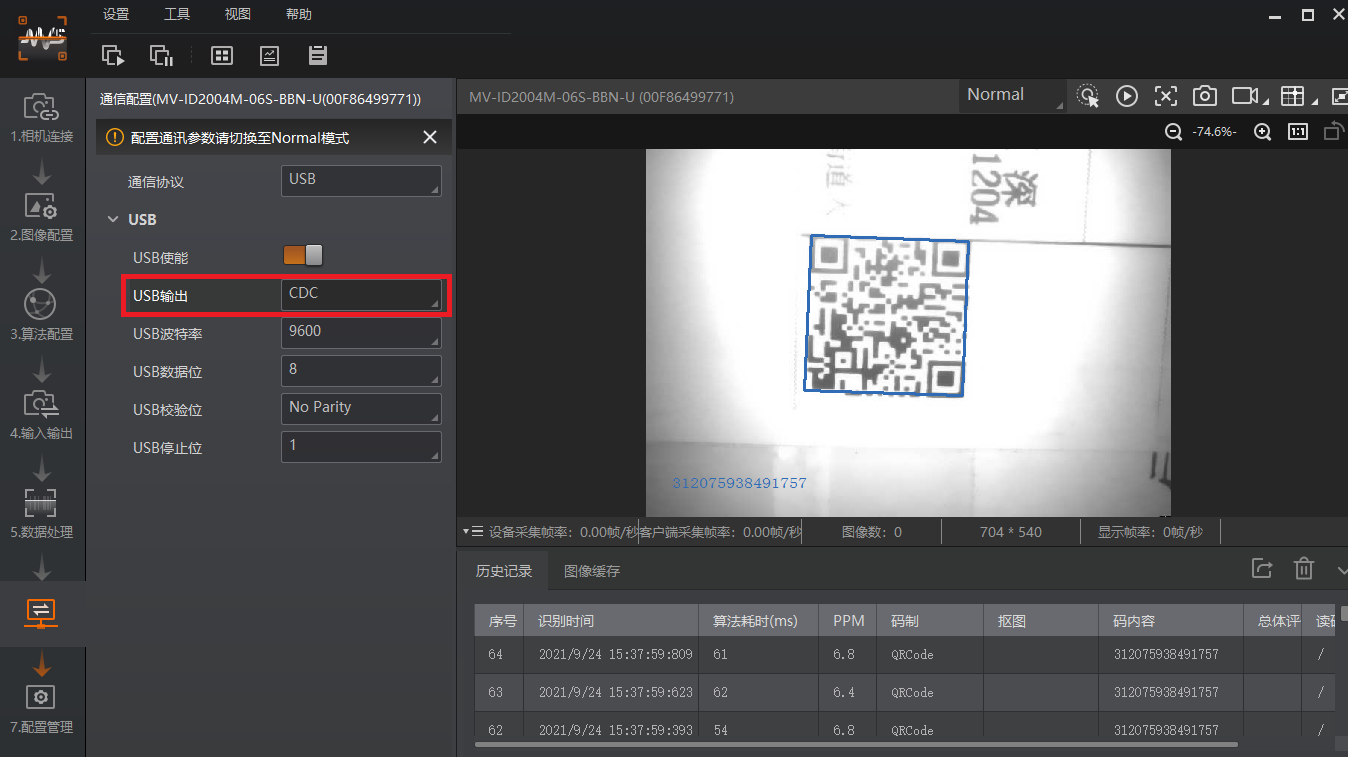 设置 工具 视图 帮助
1.相机连接
2.图像配置
3.算法配置
4.输入输出
5.数据处理
7.配置管理
通信配置(MV-ID2004M-06S-BBN-U(00F86499771))
配置通讯参数请切换至Normal模式
通信协议 USB
USB
USB使能
USB输出 CDC
USB波特率 9600
USB数据位 8
USB校验位 No Parity
USB停止位 1
MV-ID2004M-06S-BBN-U (00F86499771)
Normal
1:1
-74.6%-
深
1204
312075938491757
设备采集帧率：0.00帧/秒 客户端采集帧率：0.00帧/秒 图像数：0 704 * 540 显示帧率：0帧/秒
历史记录 图像缓存
序号 识别时间 算法耗时(ms) PPM 码制 抠图 码内容 总体评
64 2021/9/24 15:37:59:809 61 6.8 QRCode 312075938491757 /
63 2021/9/24 15:37:59:623 62 6.4 QRCode 312075938491757 /
62 2021/9/24 15:37:59:393 54 6.8 QRCode 312075938491757 /